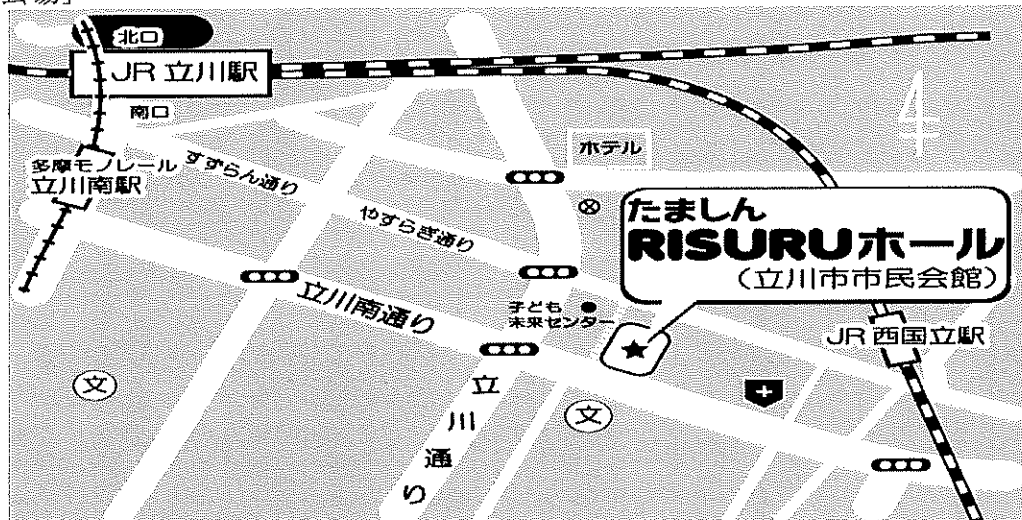 会場」
北口
JR 立川駅
南口
多摩モノレール
立川南駅
すずらん通り
やすらぎ通り
ホテル
たましん
RISURUホール
(立川市市民会館)
立川南通り
子ども
未来センター
JR 西国立駅
文
文
立川通り